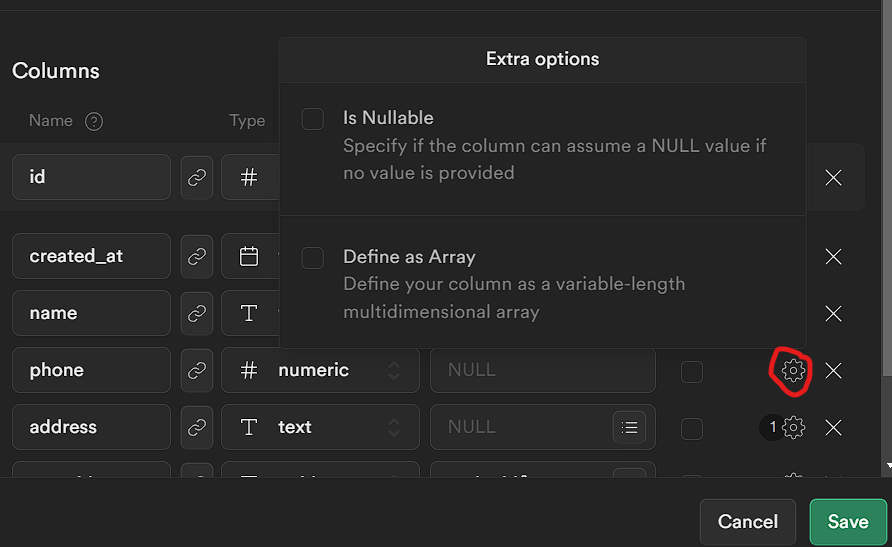 Extra options
Columns
Name ?
Type
Is Nullable
Specify if the column can assume a NULL value if
no value is provided
id
#
Define as Array
Define your column as a variable-length
multidimensional array
created_at
name
T
phone
# numeric
NULL
address
T text
NULL
1
Cancel
Save